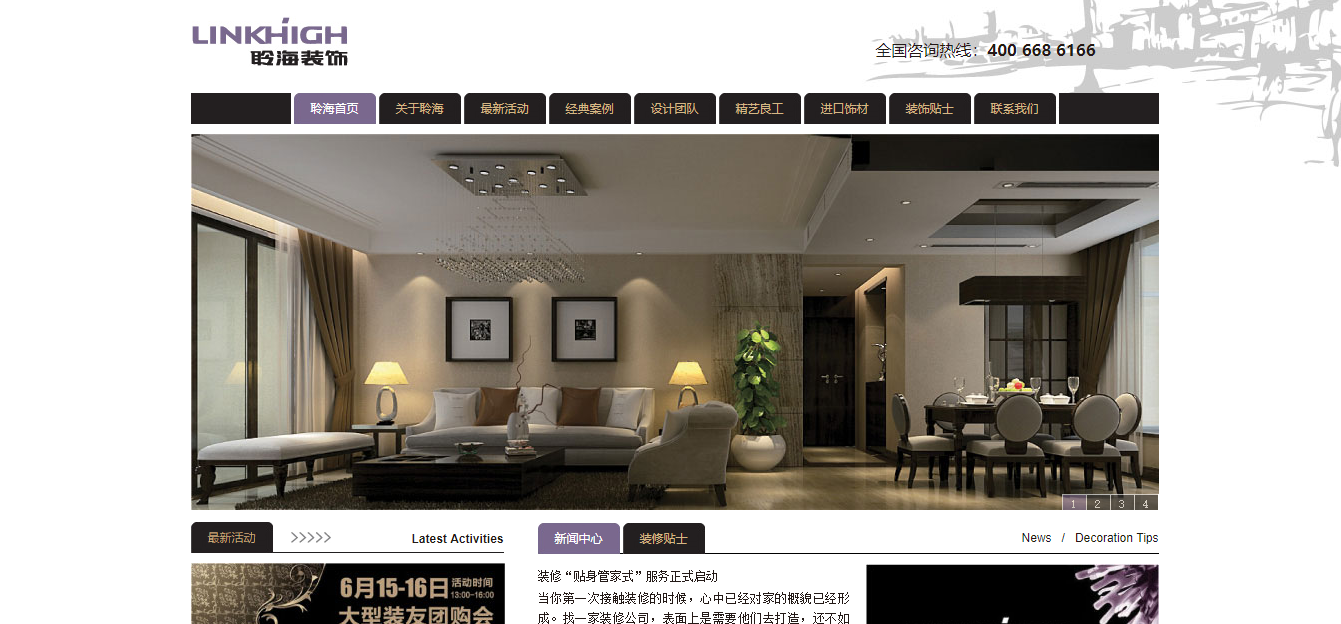 LINKHIGH
聆海装饰
全国咨询热线：400 668 6166
聆海首页 关于聆海 最新活动 经典案例 设计团队 精艺良工 进口饰材 装饰贴士 联系我们
1 2 3 4
最新活动 >>>>> Latest Activities
新闻中心 装修贴士 News / Decoration Tips
6月15-16日 活动时间 13:00-16:00
大型装友团购会
装修“贴身管家式”服务正式启动
当你第一次接触装修的时候，心中已经对家的概貌已经形
成。找一家装修公司，表面上是需要他们去打造，还不如